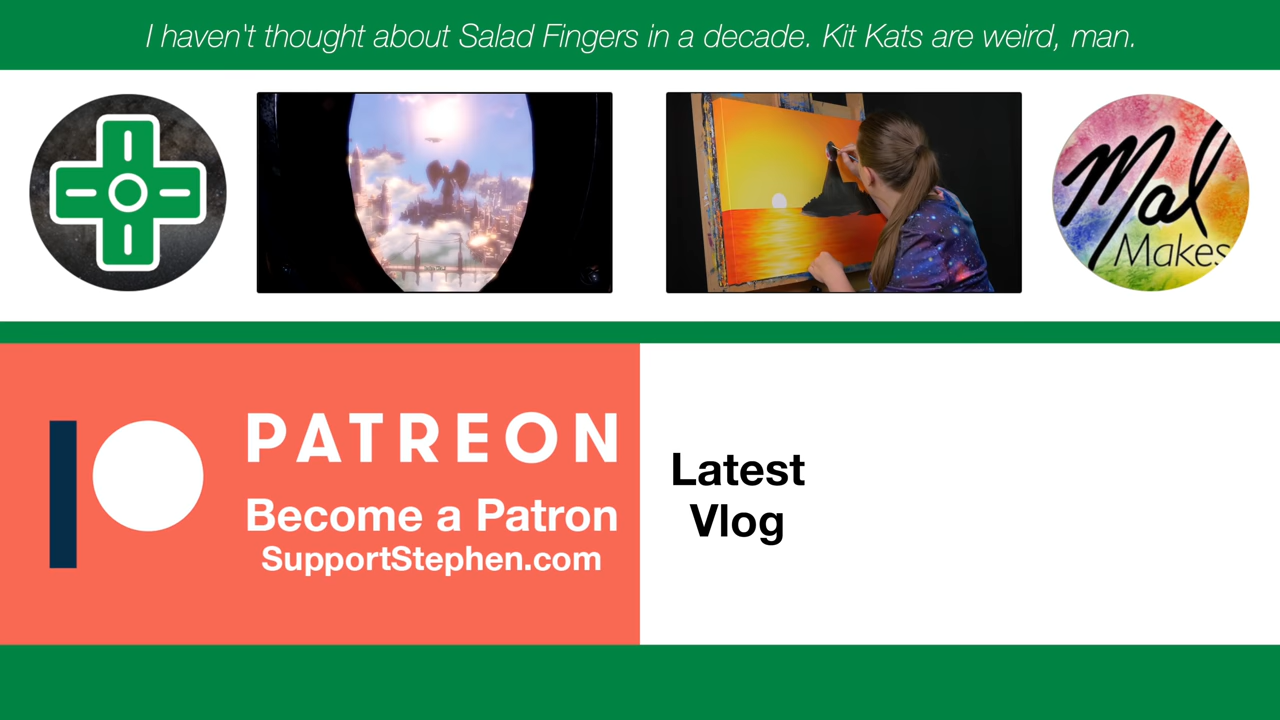 I haven't thought about Salad Fingers in a decade. Kit Kats are weird, man.
Mal
Makes
PATREON
Become a Patron
SupportStephen.com
Latest
Vlog